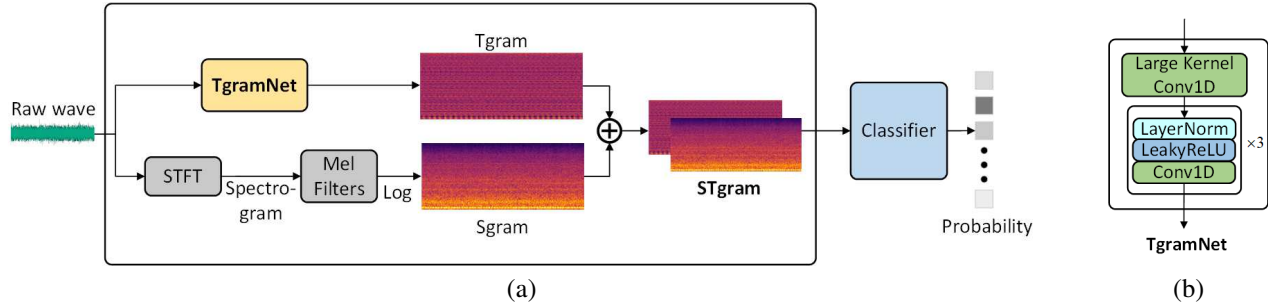 Raw wave
TgramNet
Tgram
STFT
Spectro-
gram
Mel
Filters
Log
Sgram
STgram
Classifier
Probability
(a)
Large Kernel
Conv1D
LayerNorm
LeakyReLU
Conv1D
×3
TgramNet
(b)